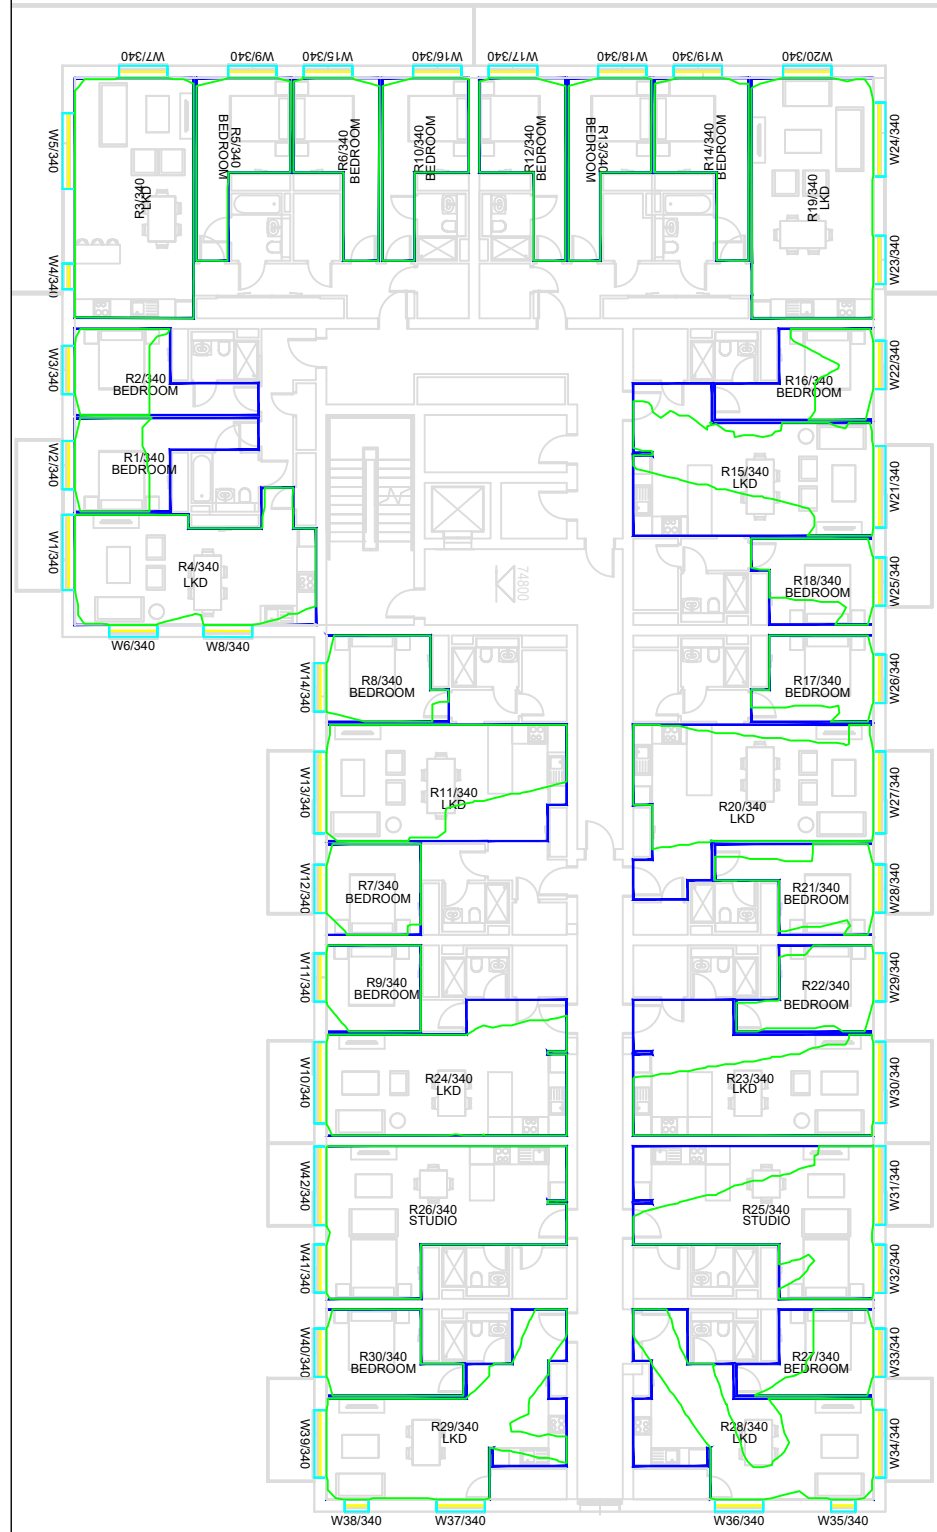 W7/340
W9/340
W15/340
W16/340
W17/340
W18/340
W19/340
W20/340
W5/340
W4/340
R3/340
LKD
R5/340
BEDROOM
R6/340
BEDROOM
R10/340
BEDROOM
R12/340
BEDROOM
R13/340
BEDROOM
R14/340
BEDROOM
R19/340
LKD
W24/340
W23/340
W3/340
R2/340
BEDROOM
R16/340
BEDROOM
W22/340
W2/340
R1/340
BEDROOM
R15/340
LKD
W21/340
W1/340
R4/340
LKD
74800
R18/340
BEDROOM
W25/340
W6/340
W8/340
W14/340
R8/340
BEDROOM
R17/340
BEDROOM
W26/340
W13/340
R11/340
LKD
R20/340
LKD
W27/340
W12/340
R7/340
BEDROOM
R21/340
BEDROOM
W28/340
W11/340
R9/340
BEDROOM
R22/340
BEDROOM
W29/340
W10/340
R24/340
LKD
R23/340
LKD
W30/340
W42/340
R26/340
STUDIO
R25/340
STUDIO
W31/340
W41/340
W32/340
W40/340
R30/340
BEDROOM
R27/340
BEDROOM
W33/340
W39/340
R29/340
LKD
R28/340
LKD
W34/340
W38/340
W37/340
W36/340
W35/340